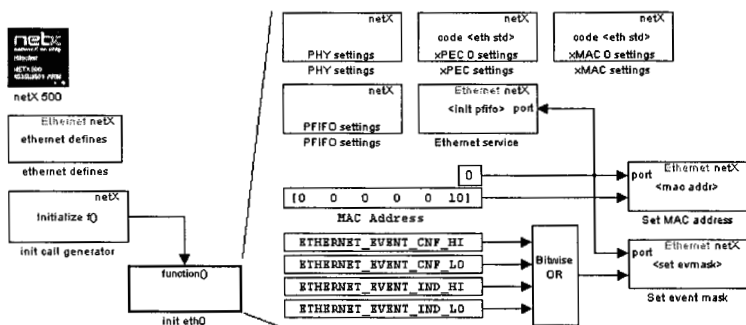 netX
PHY settings
PHY settings
netX
code <eth std>
xPEC 0 settings
xPEC settings
netX
code <eth std>
xMAC 0 settings
xMAC settings
netx
NETX 500
netX 500
netX
PFIFO settings
PFIFO settings
Ethernet netX
<init pfifo> port
Ethernet service
Ethernet netX
ethernet defines
ethernet defines
netX
Initialize f()
init call generator
function()
init eth0
0
[0 0 0 0 0 10]
MAC Address
Ethernet netX
port
<mac addr>
Set MAC address
ETHERNET_EVENT_CNF_HI
ETHERNET_EVENT_CNF_LO
ETHERNET_EVENT_IND_HI
ETHERNET_EVENT_IND_LO
Bitwise
OR
Ethernet netX
port
<set evmask>
Set event mask